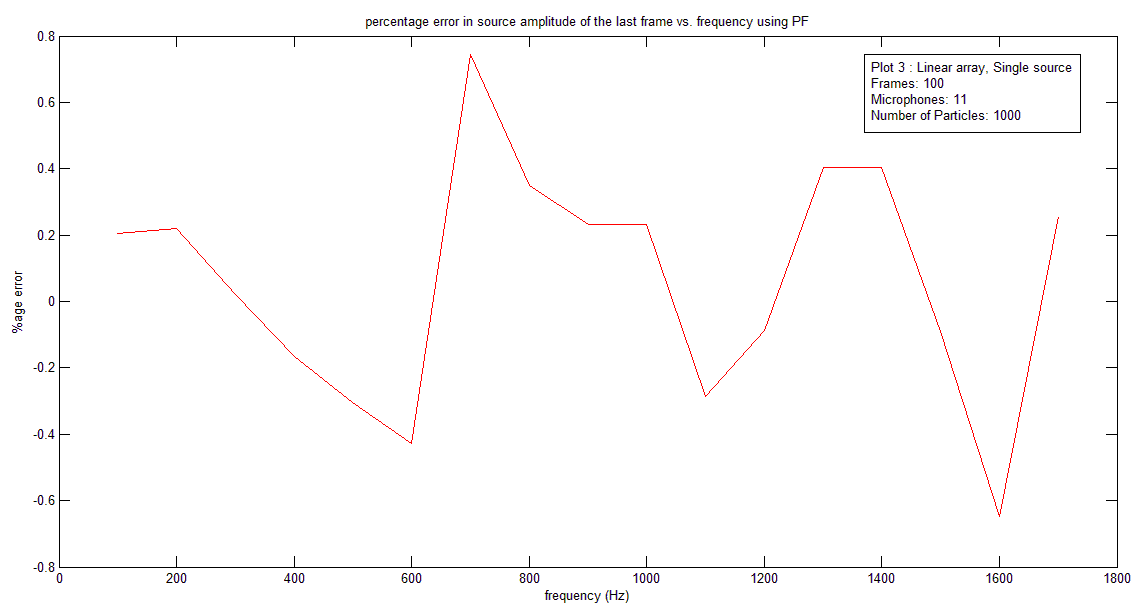 percentage error in source amplitude of the last frame vs. frequency using PF
Plot 3 : Linear array, Single source
Frames: 100
Microphones: 11
Number of Particles: 1000
%age error
0.8
0.6
0.4
0.2
0
-0.2
-0.4
-0.6
-0.8
0 200 400 600 800 1000 1200 1400 1600 1800
frequency (Hz)